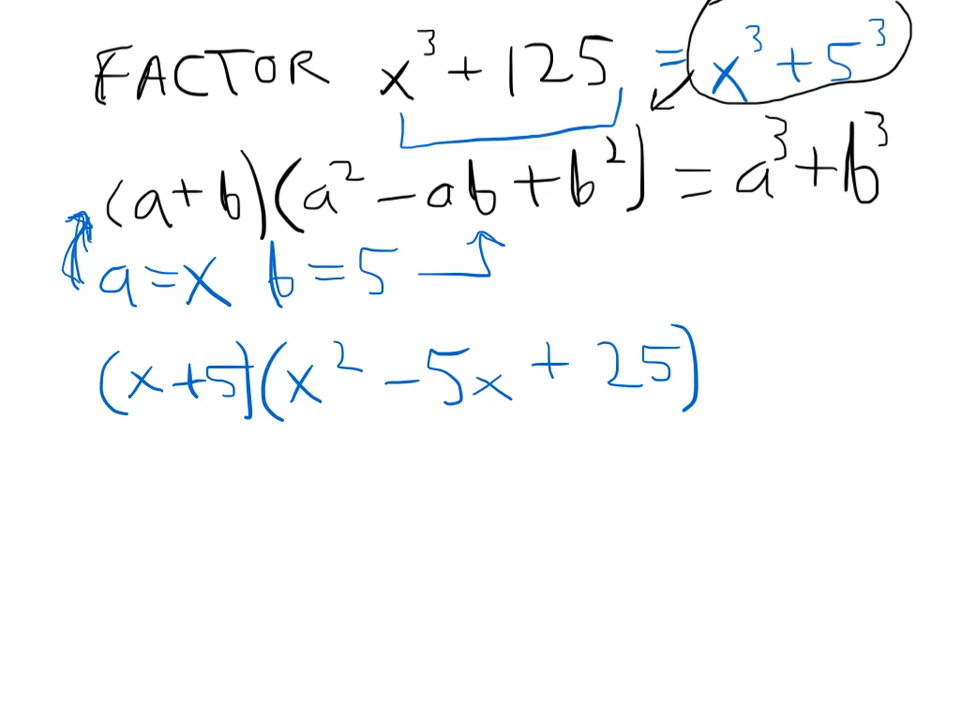 FACTOR x³ + 125 = x³ + 5³
(a+b)(a² - ab + b²) = a³ + b³
a = x b = 5
(x+5)(x² - 5x + 25)